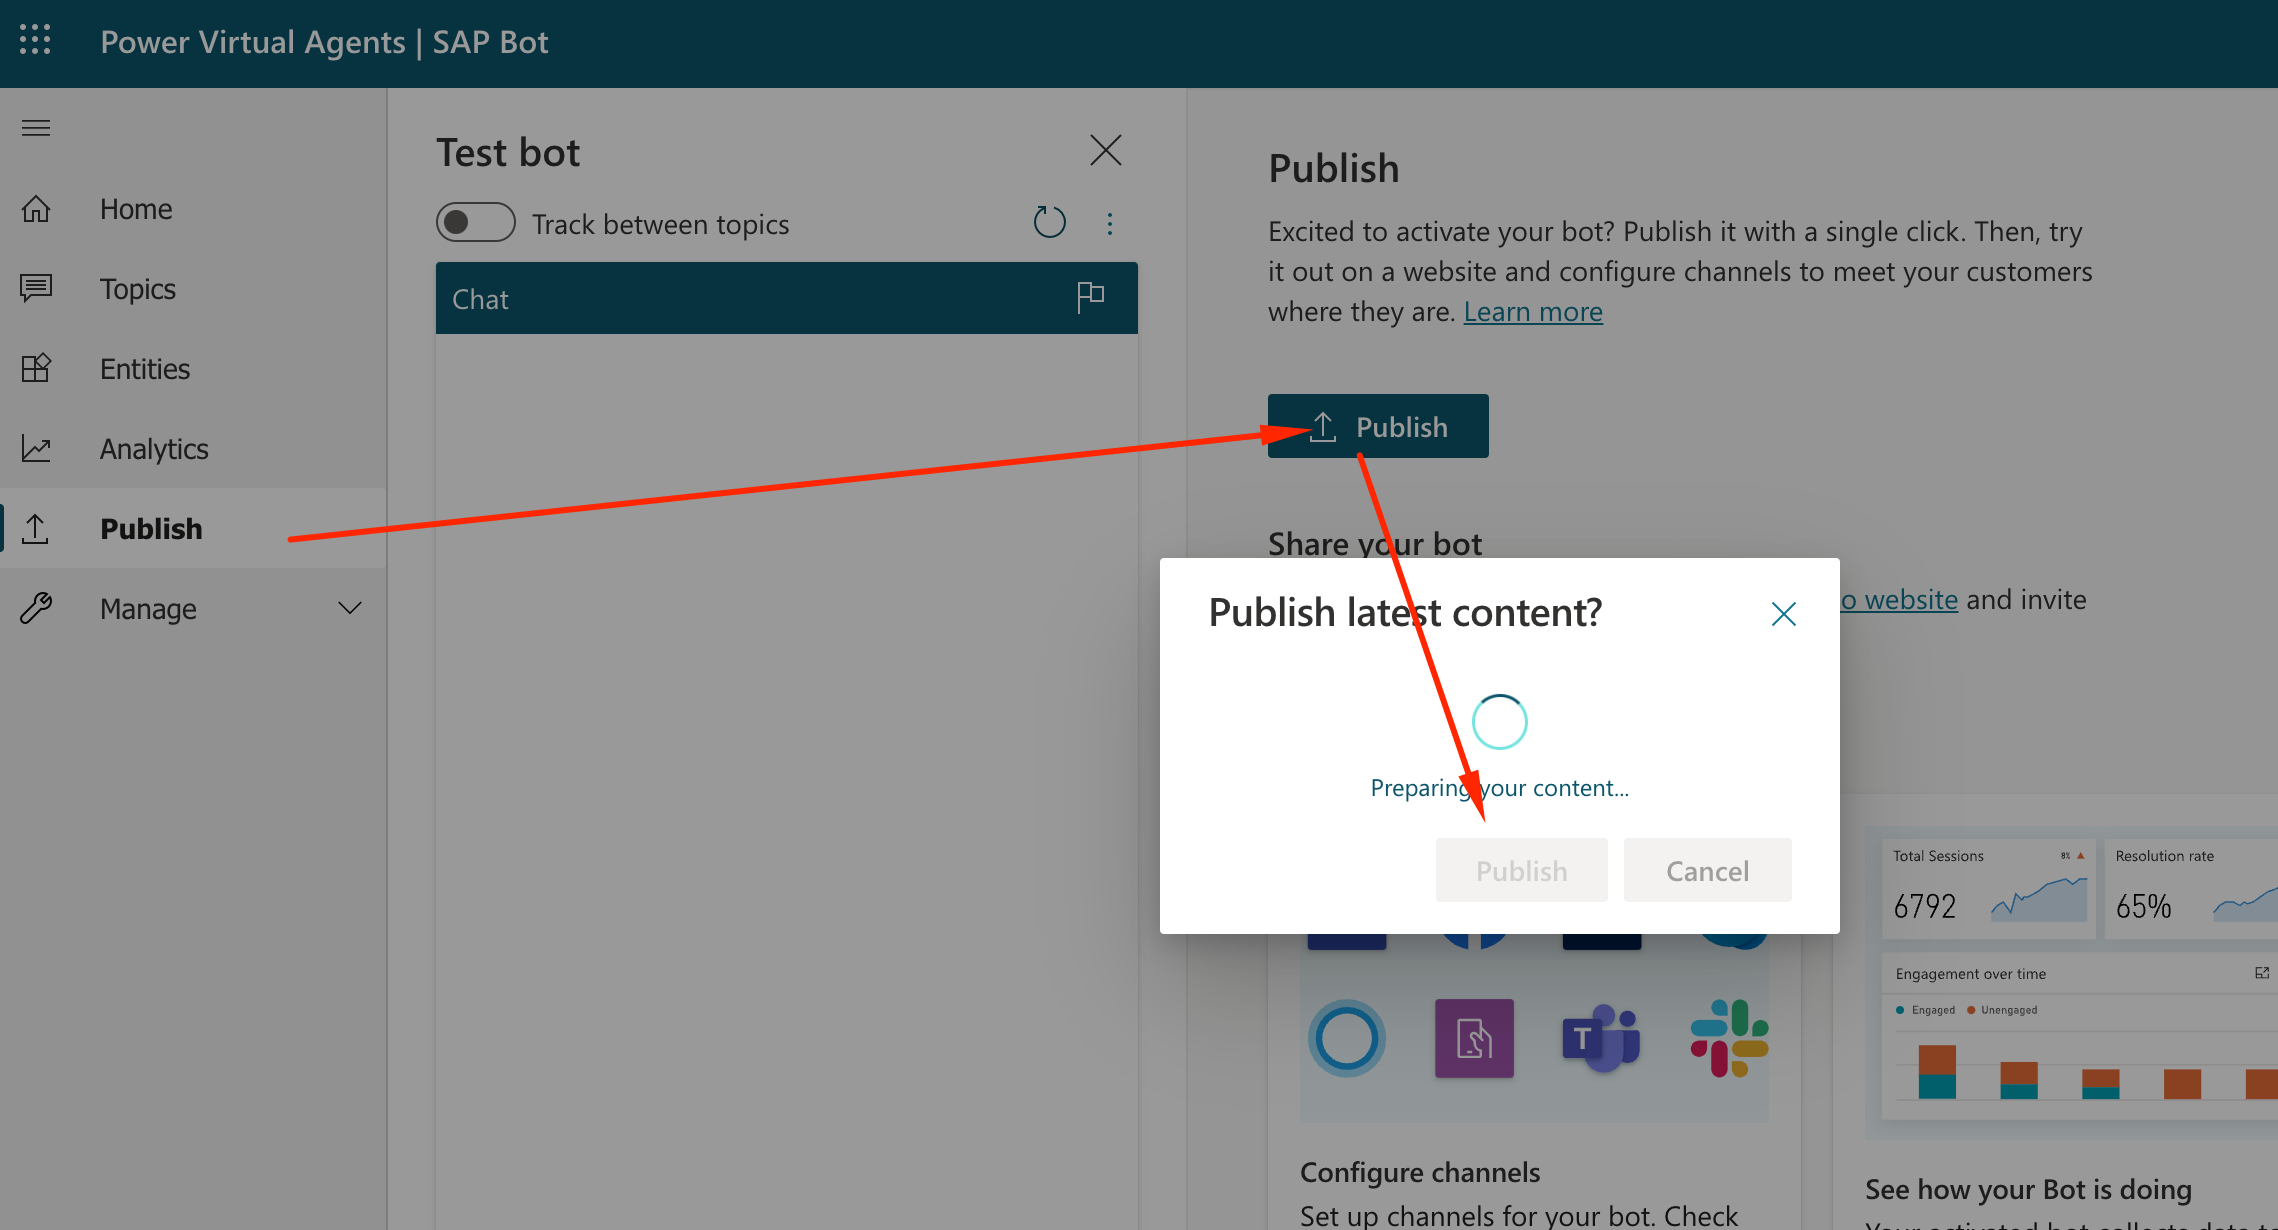 Power Virtual Agents | SAP Bot
Home
Topics
Entities
Analytics
Publish
Manage
Test bot
Track between topics
Chat
Publish
Excited to activate your bot? Publish it with a single click. Then, try
it out on a website and configure channels to meet your customers
where they are. Learn more
Publish
Share your bot
o website and invite
Publish latest content?
Preparing your content...
Publish
Cancel
T
Configure channels
Set up channels for your bot. Check
Total Sessions
8%
6792
Resolution rate
65%
Engagement over time
Engaged
Unengaged
See how your Bot is doing